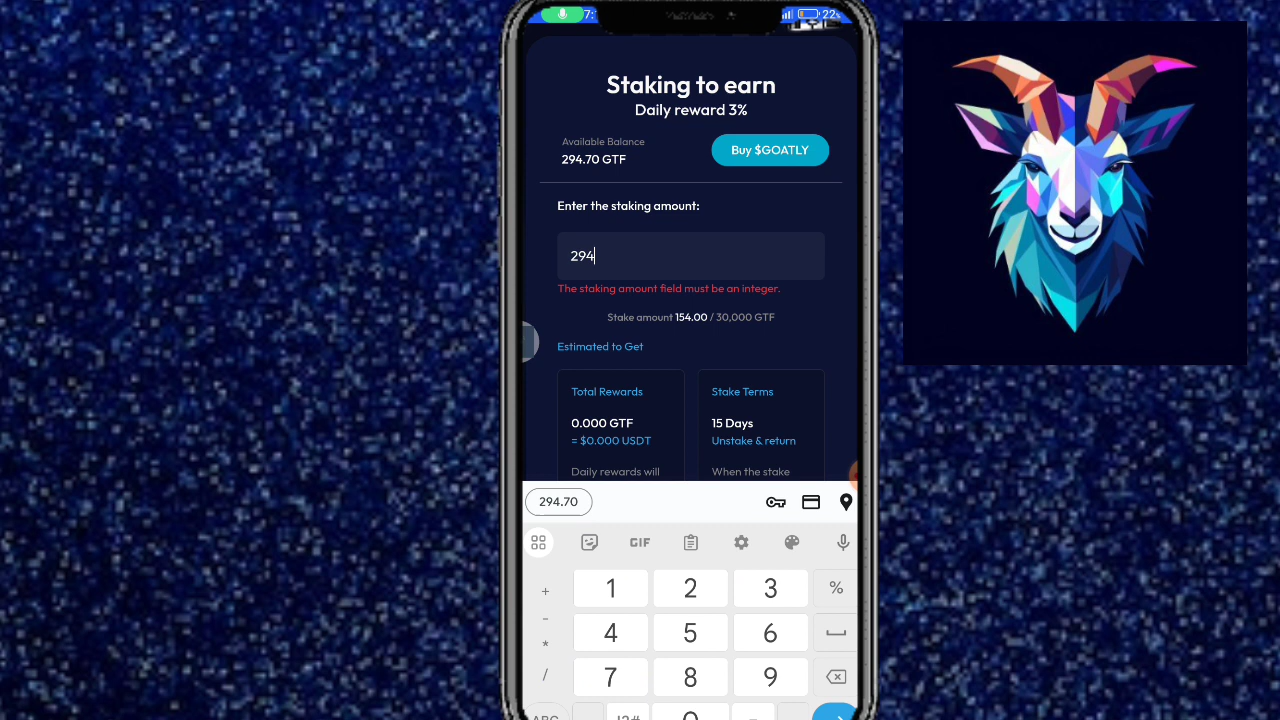 7:
22%
Staking to earn
Daily reward 3%
Available Balance
294.70 GTF
Buy $GOATLY
Enter the staking amount:
294
The staking amount field must be an integer.
Stake amount 154.00 / 30,000 GTF
Estimated to Get
Total Rewards
0.000 GTF
= $0.000 USDT
Daily rewards will
Stake Terms
15 Days
Unstake & return
When the stake
294.70
GIF
+ 1 2 3 %
- 4 5 6
*
/ 7 8 9
ABC !?# 0